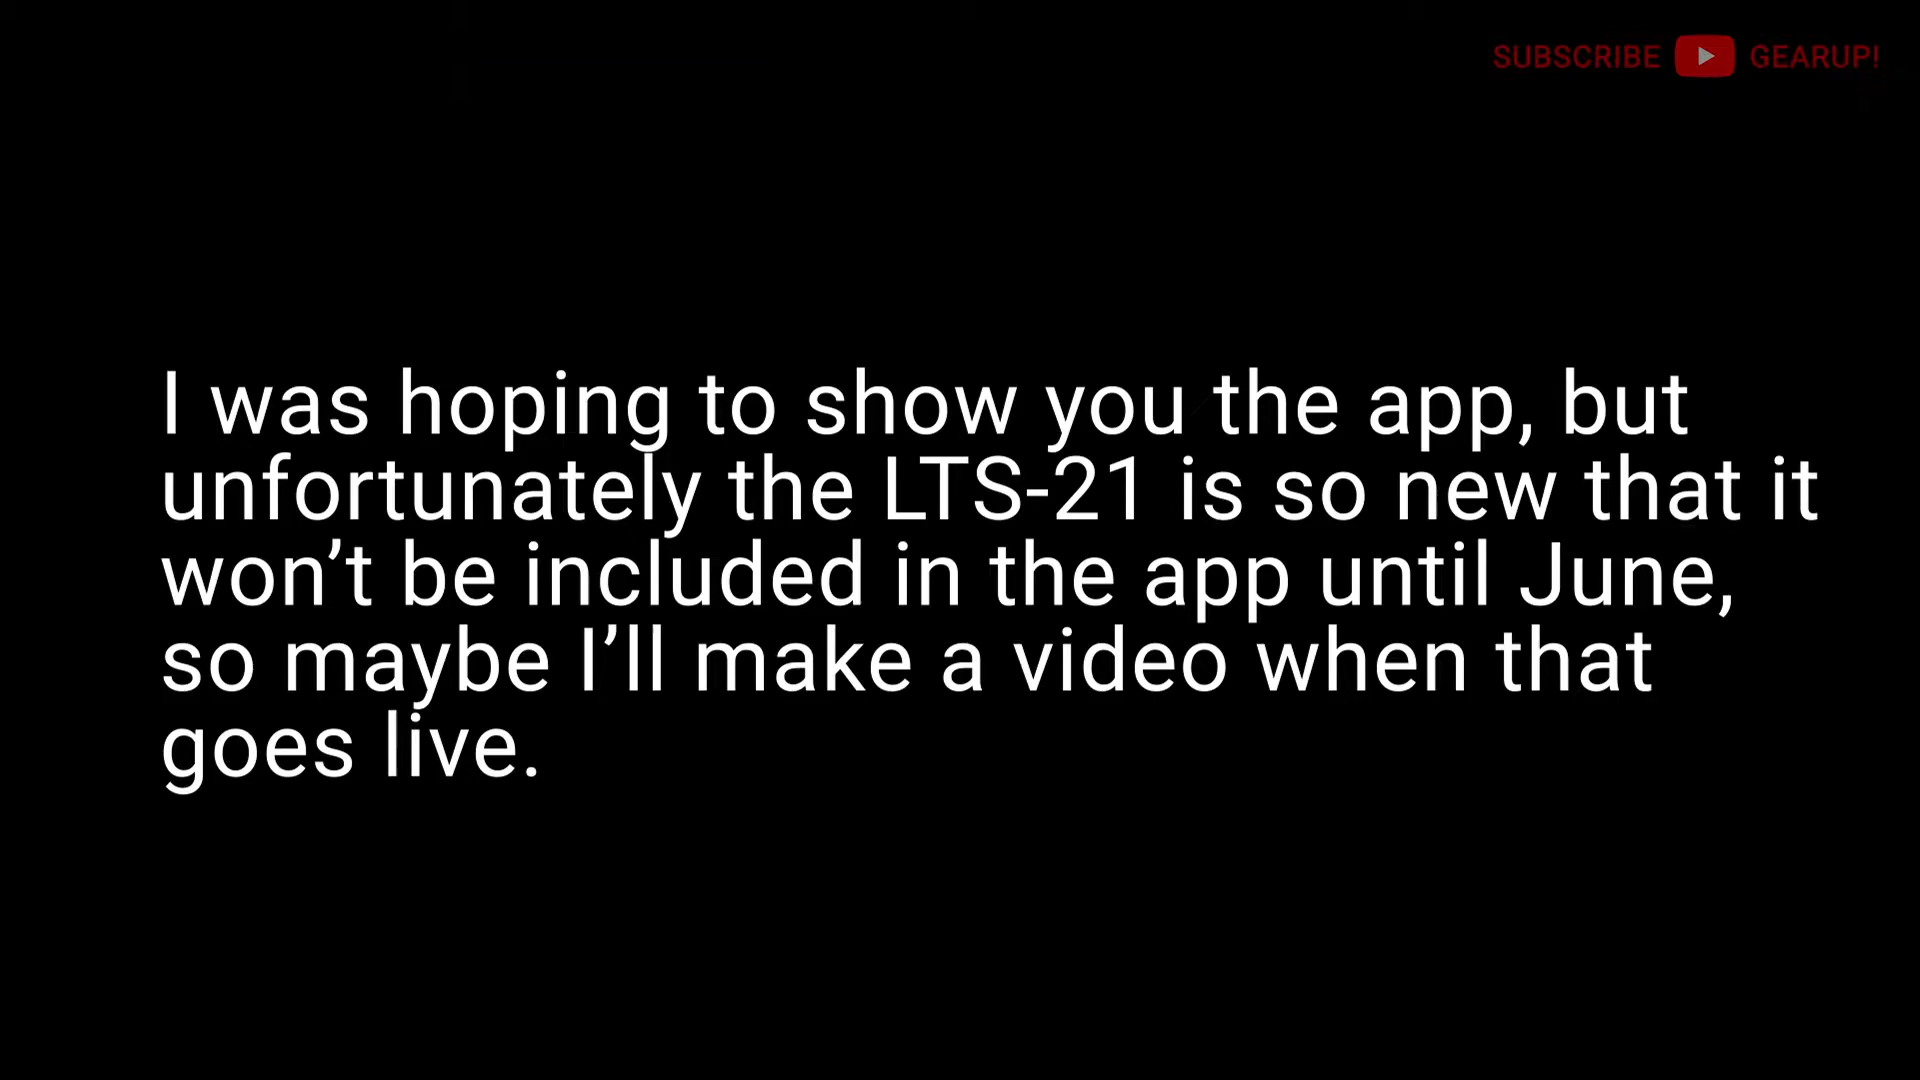 SUBSCRIBE GEARUP!
I was hoping to show you the app, but
unfortunately the LTS-21 is so new that it
won’t be included in the app until June,
so maybe I’ll make a video when that
goes live.